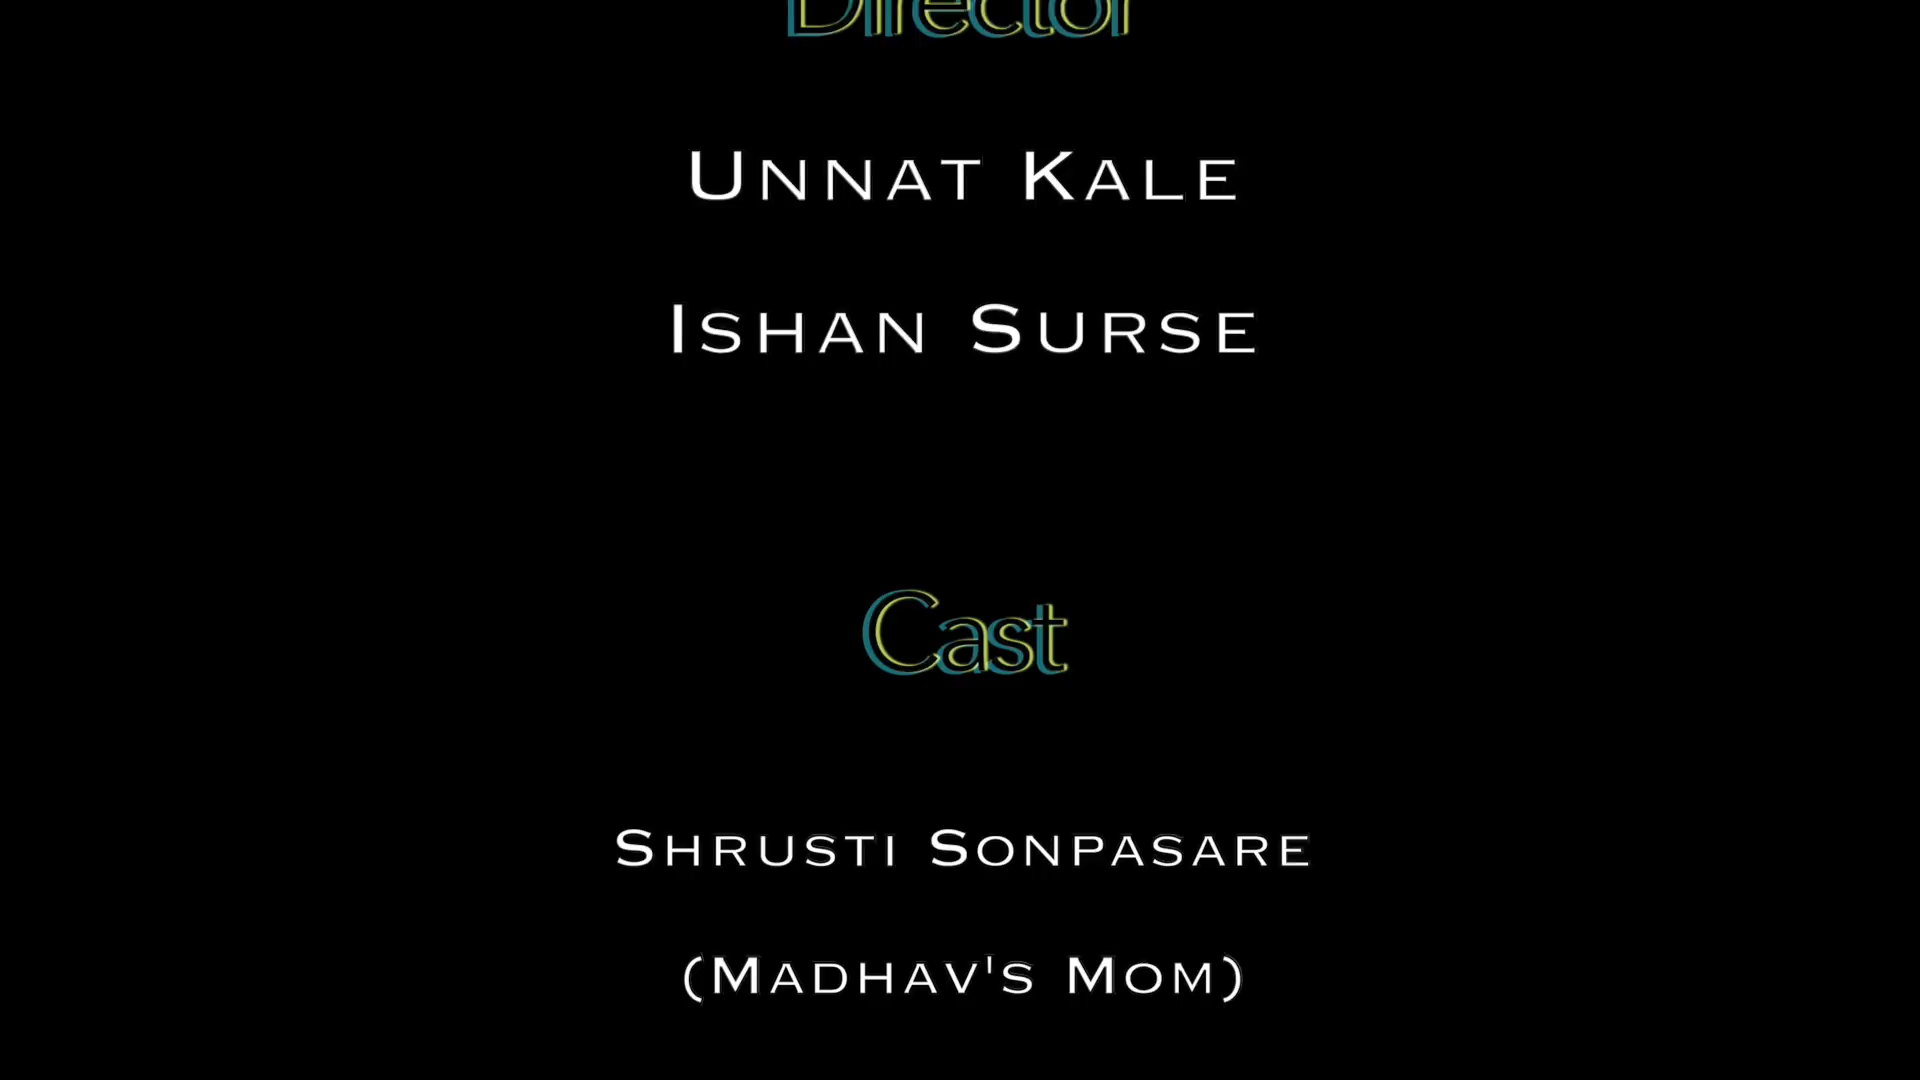 Director
Unnat Kale
Ishan Surse
Cast
Shrusti Sonpasare
(Madhav's Mom)